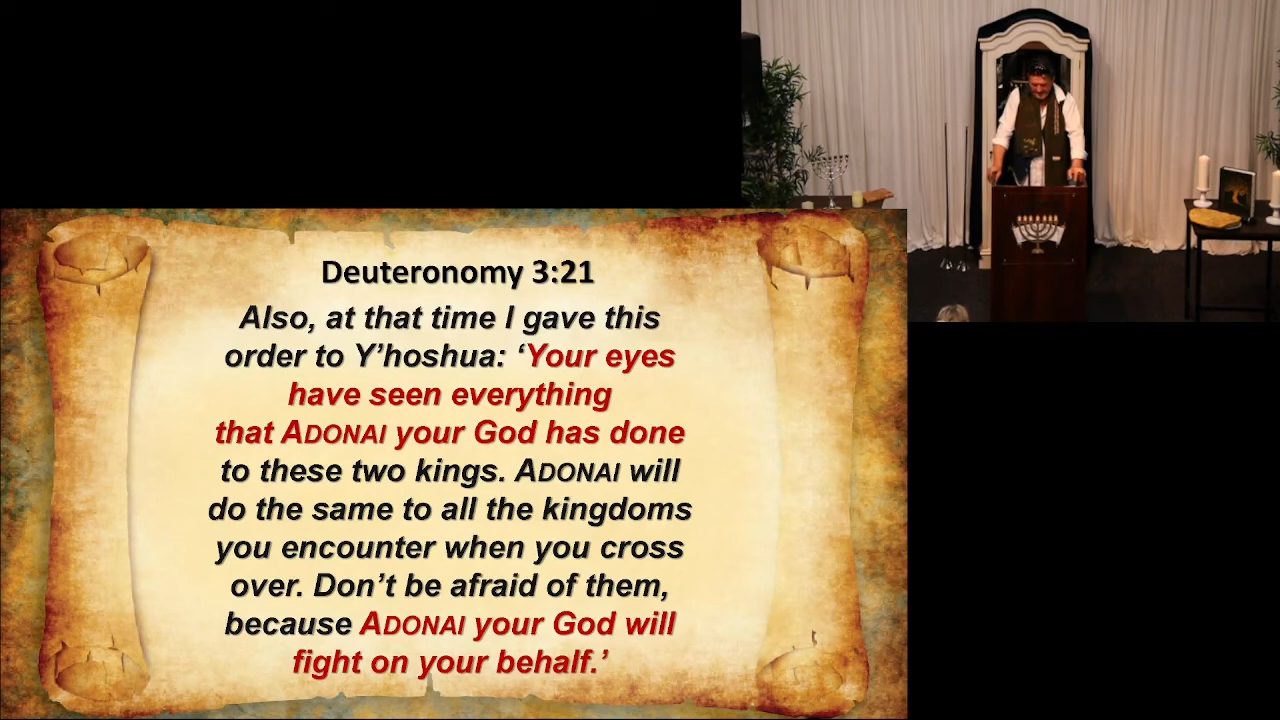 Deuteronomy 3:21
Also, at that time I gave this
order to Y’hoshua: ‘Your eyes
have seen everything
that ADONAI your God has done
to these two kings. ADONAI will
do the same to all the kingdoms
you encounter when you cross
over. Don’t be afraid of them,
because ADONAI your God will
fight on your behalf.’